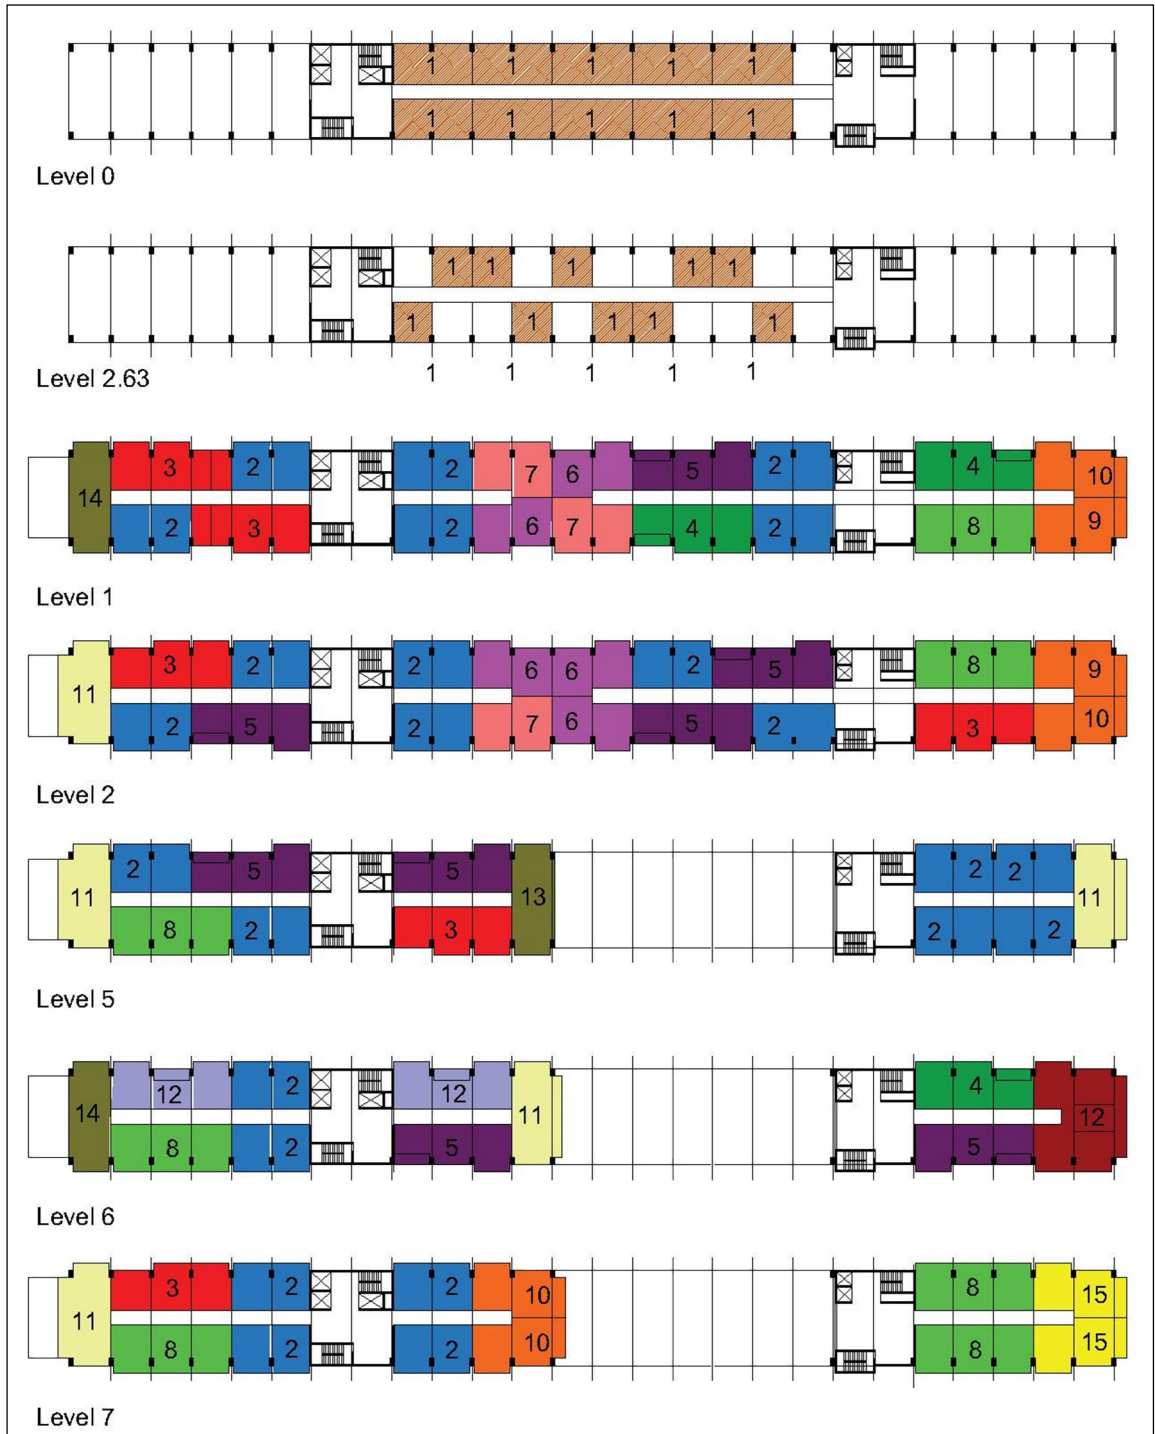 1 1 1 1 1
1 1 1 1 1
Level 0
1 1 1 1 1
1 1 1 1 1
1 1 1 1 1
Level 2.63
3 2 2 7 6 5 2 4 10
14
2 3 2 6 7 4 2 8 9
Level 1
3 2 2 6 6 2 5 8 9
11
2 5 2 7 6 5 2 3 10
Level 2
2 5 5 2 2
11 13 11
8 2 3 2 2
Level 5
12 2 12 4
14 11 12
8 2 5 5
Level 6
3 2 2 10 8 15
11
8 2 2 10 8 15
Level 7